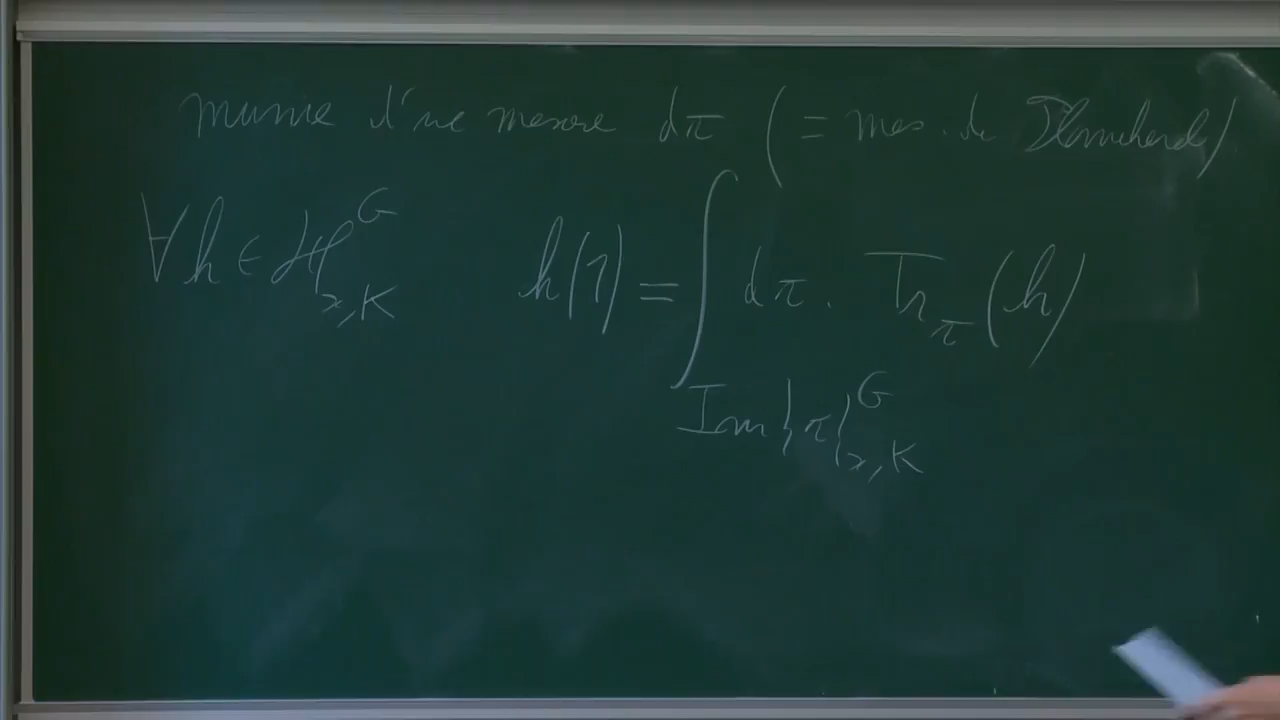 munie d'une mesure dπ (= mes. de Plancherel)
∀ h ∈ ℋ^G_{x,K} h(1) = ∫_{Im{π}^G_{x,K}} dπ . Tr_π(h)